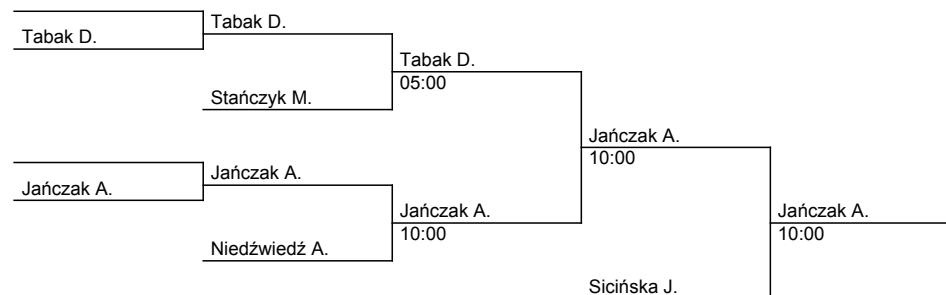 Tabak D.
Tabak D.
Tabak D.
05:00
Stańczyk M.
Jańczak A.
10:00
Jańczak A.
Jańczak A.
Jańczak A.
10:00
Jańczak A.
10:00
Niedźwiedź A.
Sicińska J.